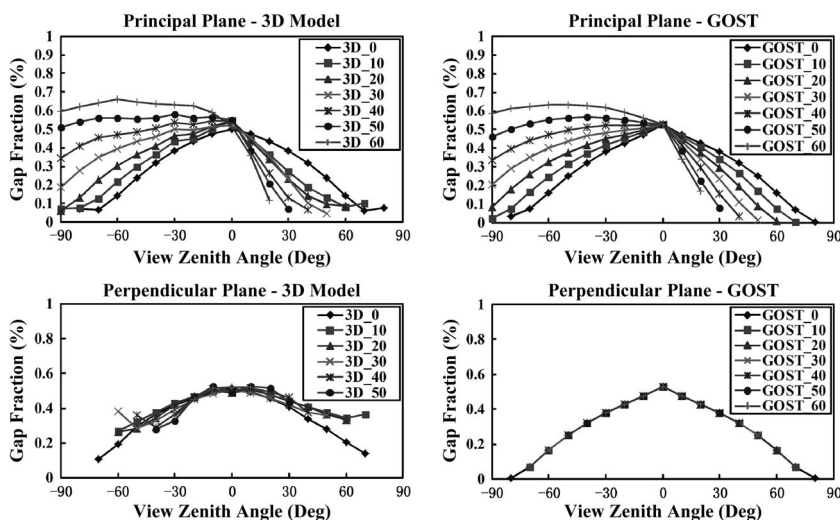 Principal Plane - 3D Model
Gap Fraction (%)
1
0.9
0.8
0.7
0.6
0.5
0.4
0.3
0.2
0.1
0
3D_0
3D_10
3D_20
3D_30
3D_40
3D_50
3D_60
-90 -60 -30 0 30 60 90
View Zenith Angle (Deg)
Principal Plane - GOST
Gap Fraction (%)
1
0.9
0.8
0.7
0.6
0.5
0.4
0.3
0.2
0.1
0
GOST_0
GOST_10
GOST_20
GOST_30
GOST_40
GOST_50
GOST_60
-90 -60 -30 0 30 60 90
View Zenith Angle (Deg)
Perpendicular Plane - 3D Model
Gap Fraction (%)
1
0.8
0.6
0.4
0.2
0
3D_0
3D_10
3D_20
3D_30
3D_40
3D_50
-90 -60 -30 0 30 60 90
View Zenith Angle (Deg)
Perpendicular Plane - GOST
Gap Fraction (%)
1
0.8
0.6
0.4
0.2
0
GOST_0
GOST_10
GOST_20
GOST_30
GOST_40
GOST_50
GOST_60
-90 -60 -30 0 30 60 90
View Zenith Angle (Deg)